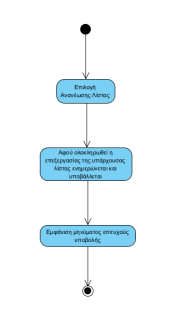 Επιλογή
Ανανέωσης Λίστας
Αφού ολοκληρωθεί η
επεξεργασία της υπάρχουσας
λίστας ενημερώνεται και
υποβάλλεται
Εμφάνιση μηνύματος επιτυχούς
υποβολής